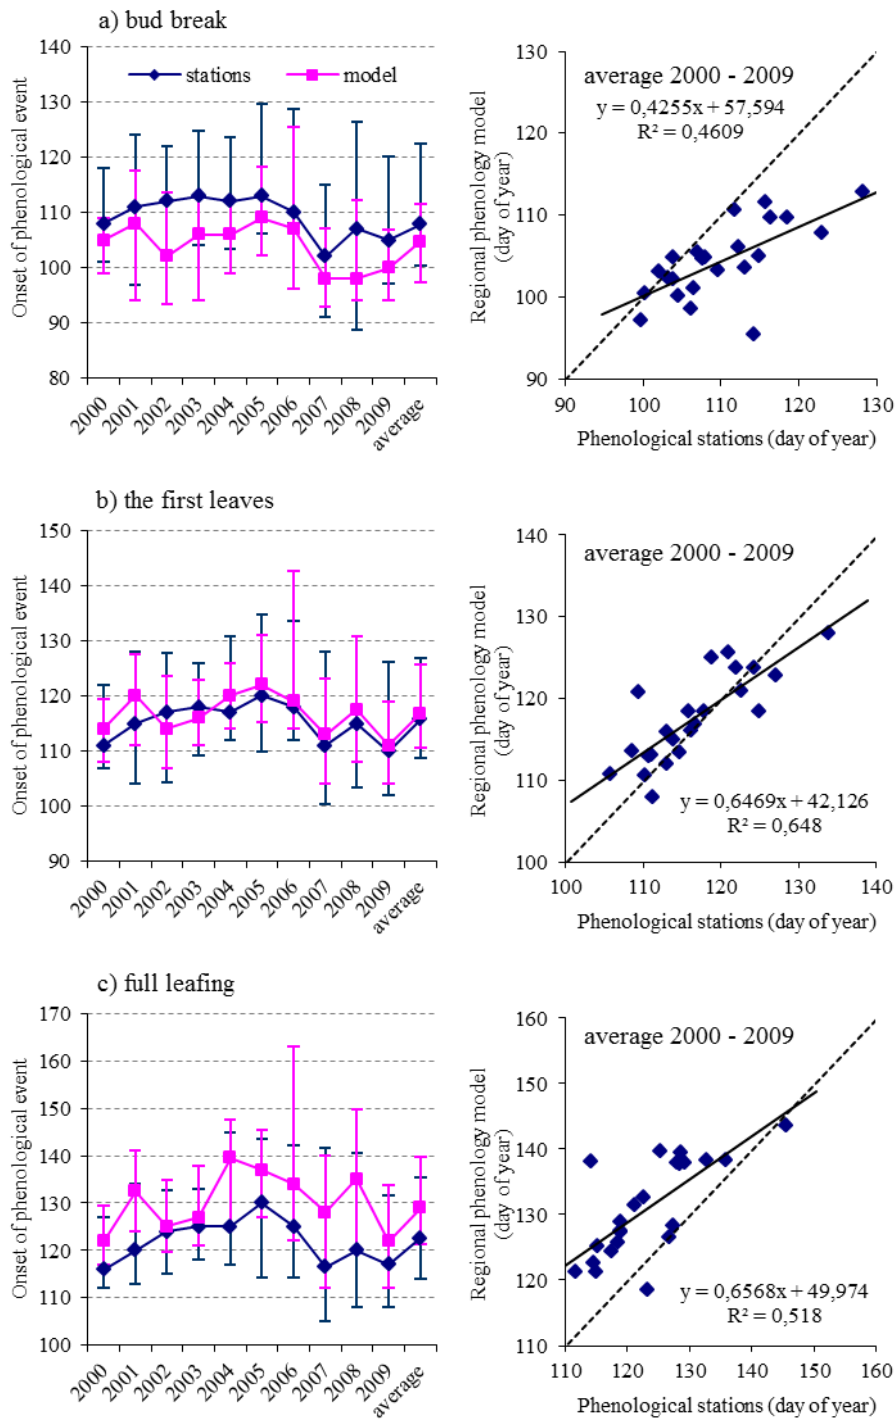 a) bud break
Onset of phenological event
140
130
120
110
100
90
80
stations
model
2000
2001
2002
2003
2004
2005
2006
2007
2008
2009
average
Regional phenology model
(day of year)
130
120
110
100
90
average 2000 - 2009
y = 0,4255x + 57,594
R² = 0,4609
90
100
110
120
130
Phenological stations (day of year)
b) the first leaves
Onset of phenological event
150
140
130
120
110
100
90
2000
2001
2002
2003
2004
2005
2006
2007
2008
2009
average
Regional phenology model
(day of year)
140
130
120
110
100
average 2000 - 2009
y = 0,6469x + 42,126
R² = 0,648
100
110
120
130
140
Phenological stations (day of year)
c) full leafing
Onset of phenological event
170
160
150
140
130
120
110
100
2000
2001
2002
2003
2004
2005
2006
2007
2008
2009
average
Regional phenology model
(day of year)
160
150
140
130
120
110
average 2000 - 2009
y = 0,6568x + 49,974
R² = 0,518
110
120
130
140
150
160
Phenological stations (day of year)